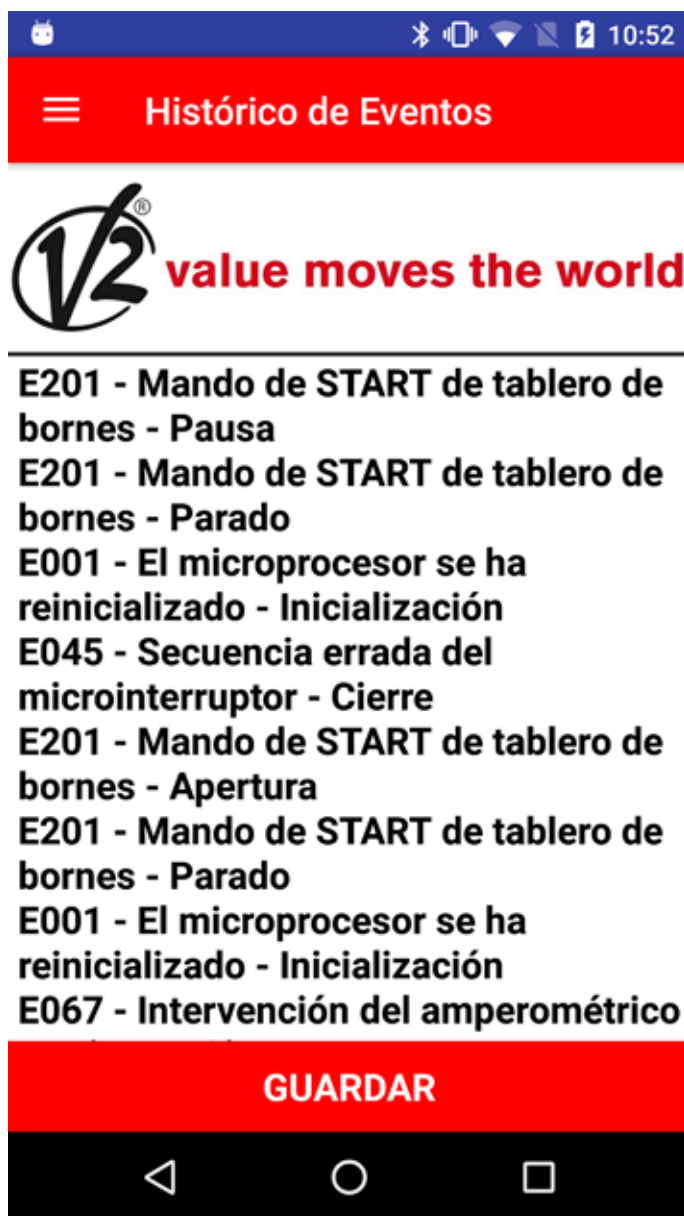 10:52
Histórico de Eventos
V2®
value moves the world
E201 - Mando de START de tablero de
bornes - Pausa
E201 - Mando de START de tablero de
bornes - Parado
E001 - El microprocesor se ha
reinicializado - Inicialización
E045 - Secuencia errada del
microinterruptor - Cierre
E201 - Mando de START de tablero de
bornes - Apertura
E201 - Mando de START de tablero de
bornes - Parado
E001 - El microprocesor se ha
reinicializado - Inicialización
E067 - Intervención del amperométrico
GUARDAR